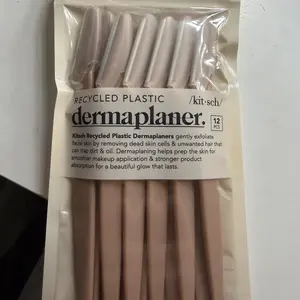 RECYCLED PLASTIC
/kit·sch/
dermaplaner.
12
PCS
Kitsch Recycled Plastic Dermaplaners gently exfoliate
facial skin by removing dead skin cells & unwanted hair that
can trap dirt & oil. Dermaplaning helps prep the skin for
smoother makeup application & stronger product
absorption for a beautiful glow that lasts.